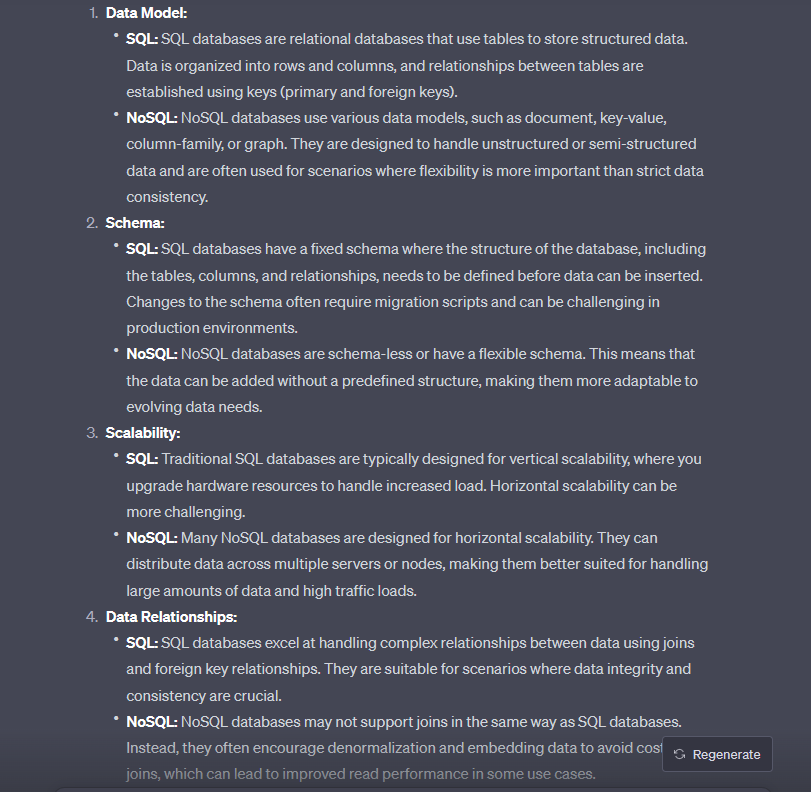 1. Data Model:
• SQL: SQL databases are relational databases that use tables to store structured data.
Data is organized into rows and columns, and relationships between tables are
established using keys (primary and foreign keys).
• NoSQL: NoSQL databases use various data models, such as document, key-value,
column-family, or graph. They are designed to handle unstructured or semi-structured
data and are often used for scenarios where flexibility is more important than strict data
consistency.
2. Schema:
• SQL: SQL databases have a fixed schema where the structure of the database, including
the tables, columns, and relationships, needs to be defined before data can be inserted.
Changes to the schema often require migration scripts and can be challenging in
production environments.
• NoSQL: NoSQL databases are schema-less or have a flexible schema. This means that
the data can be added without a predefined structure, making them more adaptable to
evolving data needs.
3. Scalability:
• SQL: Traditional SQL databases are typically designed for vertical scalability, where you
upgrade hardware resources to handle increased load. Horizontal scalability can be
more challenging.
• NoSQL: Many NoSQL databases are designed for horizontal scalability. They can
distribute data across multiple servers or nodes, making them better suited for handling
large amounts of data and high traffic loads.
4. Data Relationships:
• SQL: SQL databases excel at handling complex relationships between data using joins
and foreign key relationships. They are suitable for scenarios where data integrity and
consistency are crucial.
• NoSQL: NoSQL databases may not support joins in the same way as SQL databases.
Instead, they often encourage denormalization and embedding data to avoid
joins, which can lead to improved read performance in some use cases.
Regenerate